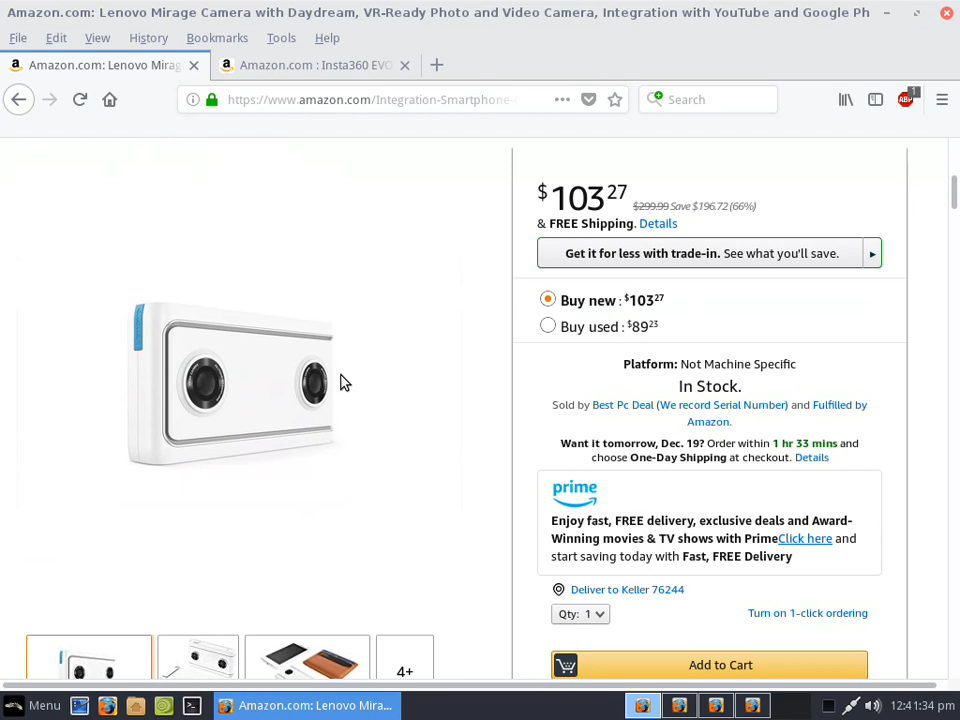 Amazon.com: Lenovo Mirage Camera with Daydream, VR-Ready Photo and Video Camera, Integration with YouTube and Google Ph
File Edit View History Bookmarks Tools Help
Amazon.com: Lenovo Mirag
Amazon.com : Insta360 EVO
https://www.amazon.com/Integration-Smartphone-
Search
ABP
1
$103 27
$299.99 Save $196.72 (66%)
& FREE Shipping. Details
Get it for less with trade-in. See what you'll save.
Buy new : $103 27
Buy used : $89 23
Platform: Not Machine Specific
In Stock.
Sold by Best Pc Deal (We record Serial Number) and Fulfilled by
Amazon.
Want it tomorrow, Dec. 19? Order within 1 hr 33 mins and
choose One-Day Shipping at checkout. Details
prime
Enjoy fast, FREE delivery, exclusive deals and Award-
Winning movies & TV shows with PrimeClick here and
start saving today with Fast, FREE Delivery
Deliver to Keller 76244
Qty: 1
Turn on 1-click ordering
4+
Add to Cart
Menu
Amazon.com: Lenovo Mira...
12:41:34 pm